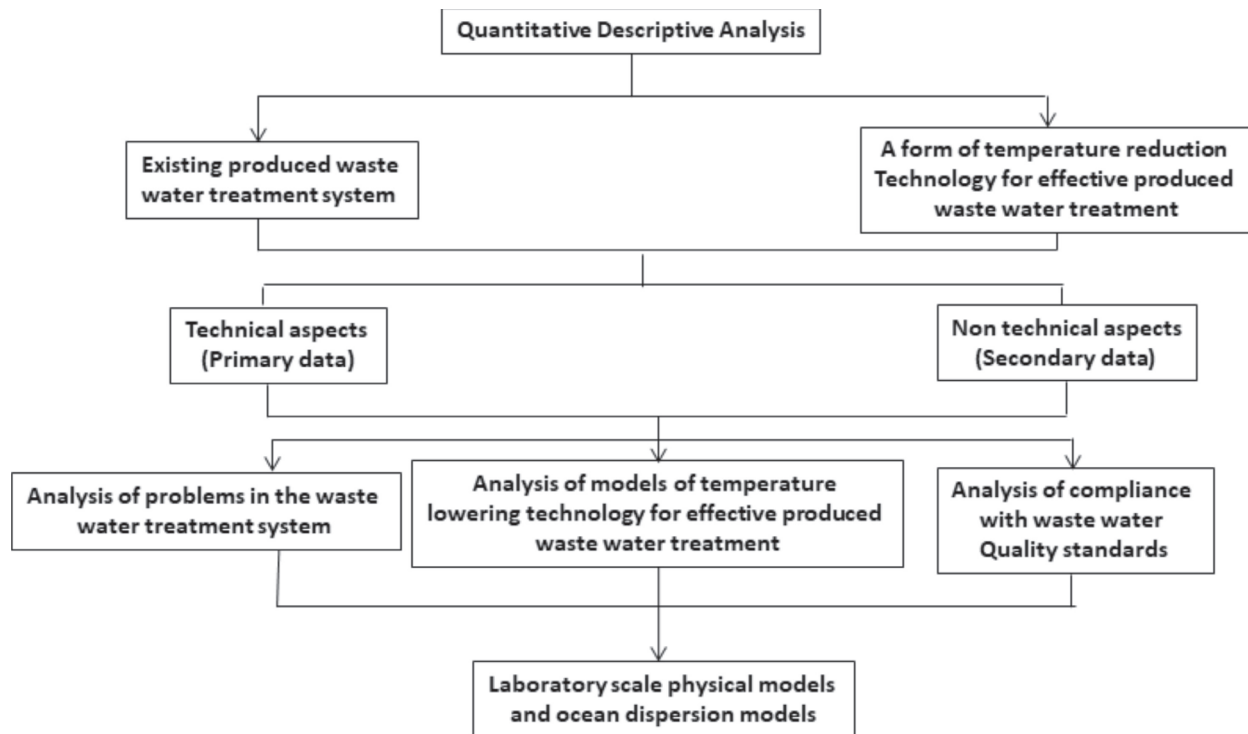 Quantitative Descriptive Analysis
Existing produced waste
water treatment system
A form of temperature reduction
Technology for effective produced
waste water treatment
Technical aspects
(Primary data)
Non technical aspects
(Secondary data)
Analysis of problems in the waste
water treatment system
Analysis of models of temperature
lowering technology for effective produced
waste water treatment
Analysis of compliance
with waste water
Quality standards
Laboratory scale physical models
and ocean dispersion models